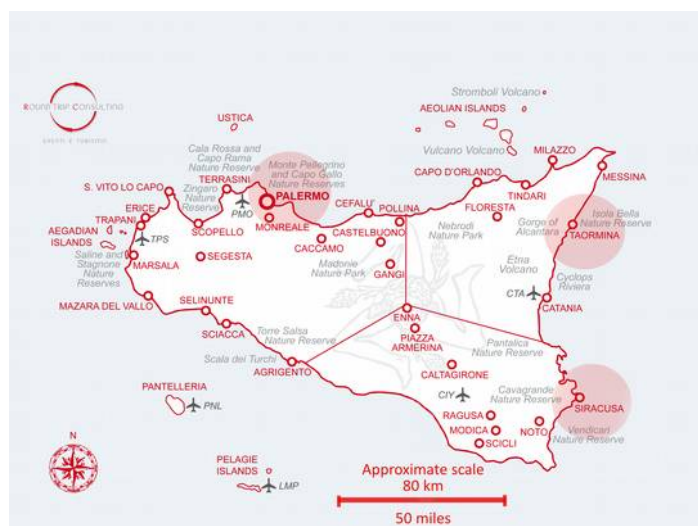 ROUND TRIP CONSULTING
EVENTI E TURISMO
Stromboli Volcano
AEOLIAN ISLANDS
USTICA
Vulcano Volcano
Cala Rossa and
Capo Rama
Nature Reserve
Monte Pellegrino
and Capo Gallo
Nature Reserves
MILAZZO
MESSINA
CAPO D'ORLANDO
TINDARI
S. VITO LO CAPO
TERRASINI
Zingaro
Nature
Reserve
PMO
PALERMO
CEFALU'
POLLINA
FLORESTA
Isola Bella
Nature Reserve
ERICE
TRAPANI
SCOPELLO
MONREALE
CASTELBUONO
Nebrodi
Nature Park
Gorge of
Alcantara
TAORMINA
AEGADIAN
ISLANDS
TPS
CACCAMO
Saline and
Stagnone
Nature
Reserves
MARSALA
SEGESTA
Madonie
Nature Park
GANGI
Etna
Volcano
Cyclops
Riviera
CTA
CATANIA
MAZARA DEL VALLO
SELINUNTE
SCIACCA
ENNA
PIAZZA
ARMERINA
Torre Salsa
Nature Reserve
Pantalica
Nature Reserve
Scala dei Turchi
AGRIGENTO
CALTAGIRONE
PANTELLERIA
PNL
CIY
Cavagrande
Nature Reserve
SIRACUSA
RAGUSA
MODICA
SCICLI
NOTO
Vendicari
Nature Reserve
N
PELAGIE
ISLANDS
LMP
Approximate scale
80 km
50 miles